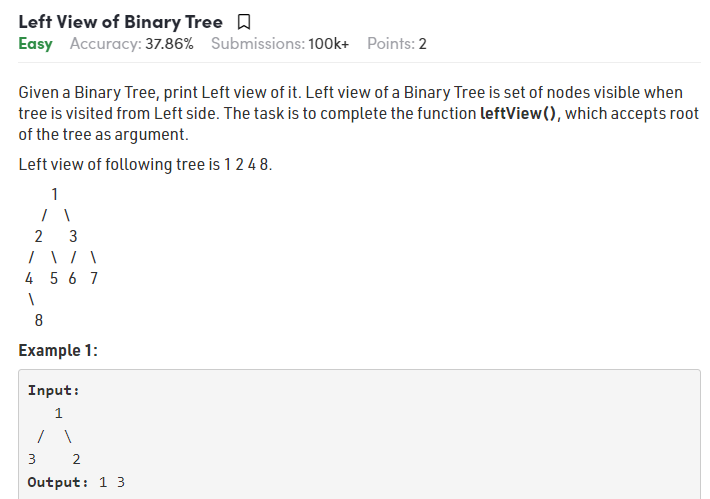 Left View of Binary Tree
Easy Accuracy: 37.86% Submissions: 100k+ Points: 2
Given a Binary Tree, print Left view of it. Left view of a Binary Tree is set of nodes visible when
tree is visited from Left side. The task is to complete the function leftView(), which accepts root
of the tree as argument.
Left view of following tree is 1 2 4 8.
1
/ \
2 3
/ \ / \
4 5 6 7
\
8
Example 1:
Input:
1
/ \
3 2
Output: 1 3